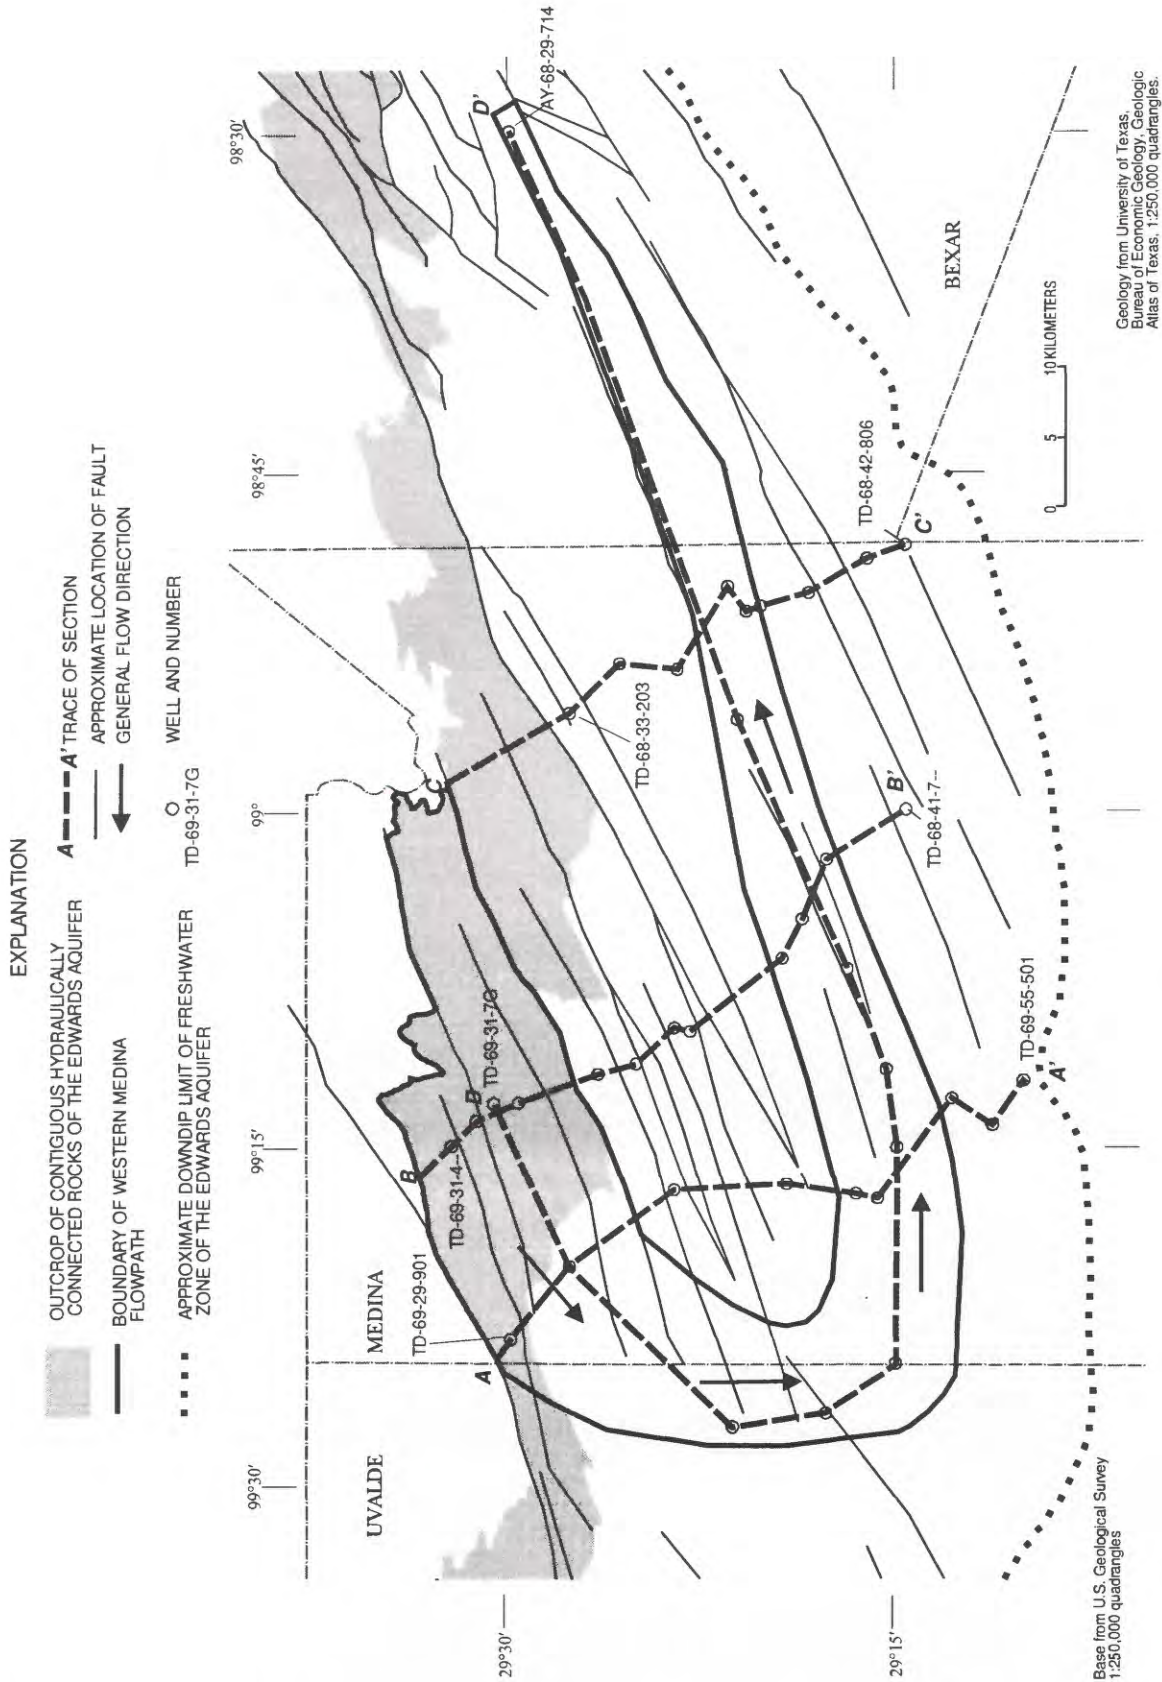 EXPLANATION
OUTCROP OF CONTIGUOUS HYDRAULICALLY
CONNECTED ROCKS OF THE EDWARDS AQUIFER
BOUNDARY OF WESTERN MEDINA
FLOWPATH
APPROXIMATE DOWNDIP LIMIT OF FRESHWATER
ZONE OF THE EDWARDS AQUIFER
A A' TRACE OF SECTION
APPROXIMATE LOCATION OF FAULT
GENERAL FLOW DIRECTION
TD-69-31-7G WELL AND NUMBER
99°30'
99°15'
99°
98°45'
98°30'
29°30'
29°15'
UVALDE
MEDINA
BEXAR
A
TD-69-29-901
B
TD-69-31-4--
D
TD-69-31-7G
C
TD-68-33-203
D'
AY-68-29-714
TD-68-42-806
C'
B'
TD-68-41-7--
TD-69-55-501
A'
0 5 10 KILOMETERS
Base from U.S. Geological Survey
1:250,000 quadrangles
Geology from University of Texas,
Bureau of Economic Geology, Geologic
Atlas of Texas, 1:250,000 quadrangles.